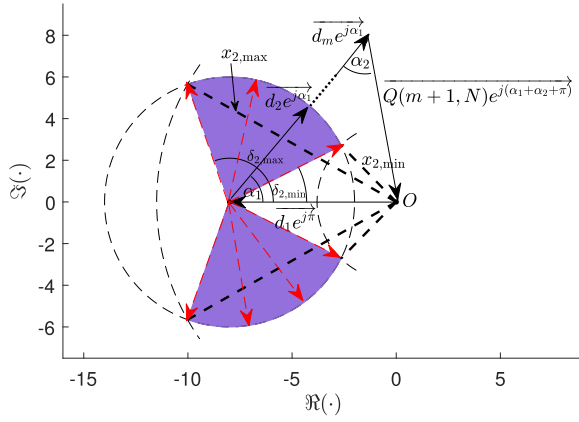 8
6
4
2
0
-2
-4
-6
ℑ(·)
-15
-10
-5
0
5
ℜ(·)
x_{2,max}
\overrightarrow{d_m e^{jα_1}}
α_2
\overrightarrow{d_2 e^{jα_1}}
\overrightarrow{Q(m+1,N)e^{j(α_1+α_2+π)}}
x_{2,min}
δ_{2,max}
α_1
δ_{2,min}
O
\overrightarrow{d_1 e^{jπ}}